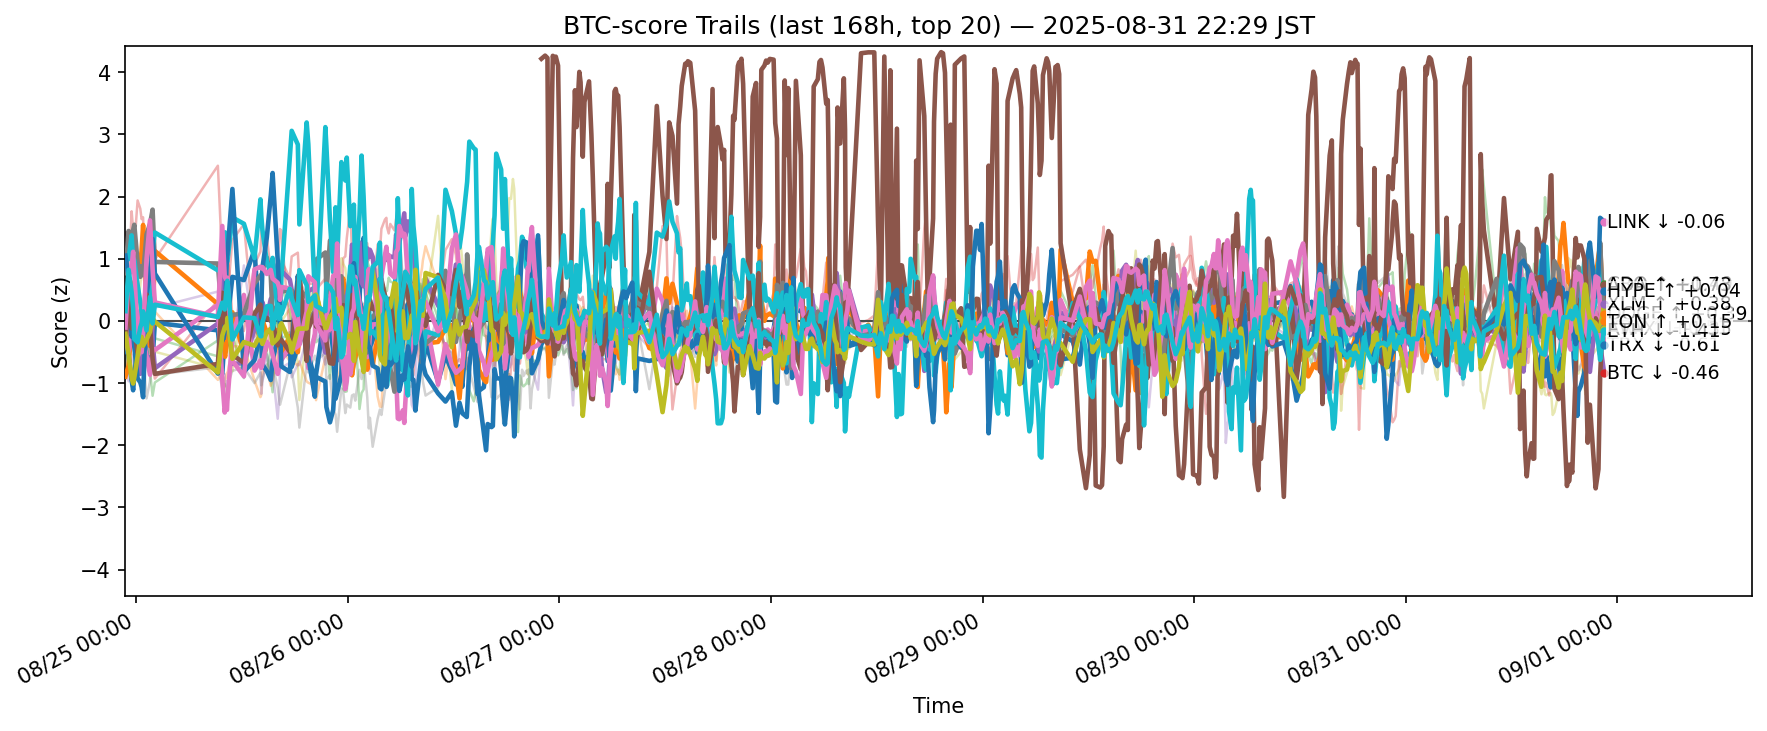 BTC-score Trails (last 168h, top 20) — 2025-08-31 22:29 JST
Score (z)
4
3
2
1
0
−1
−2
−3
−4
LINK ↓ -0.06
HYPE ↑ +0.04
XLM ↑ +0.38
TON ↑ +0.15
TRX ↓ -0.61
BTC ↓ -0.46
08/25 00:00
08/26 00:00
08/27 00:00
08/28 00:00
08/29 00:00
08/30 00:00
08/31 00:00
09/01 00:00
Time